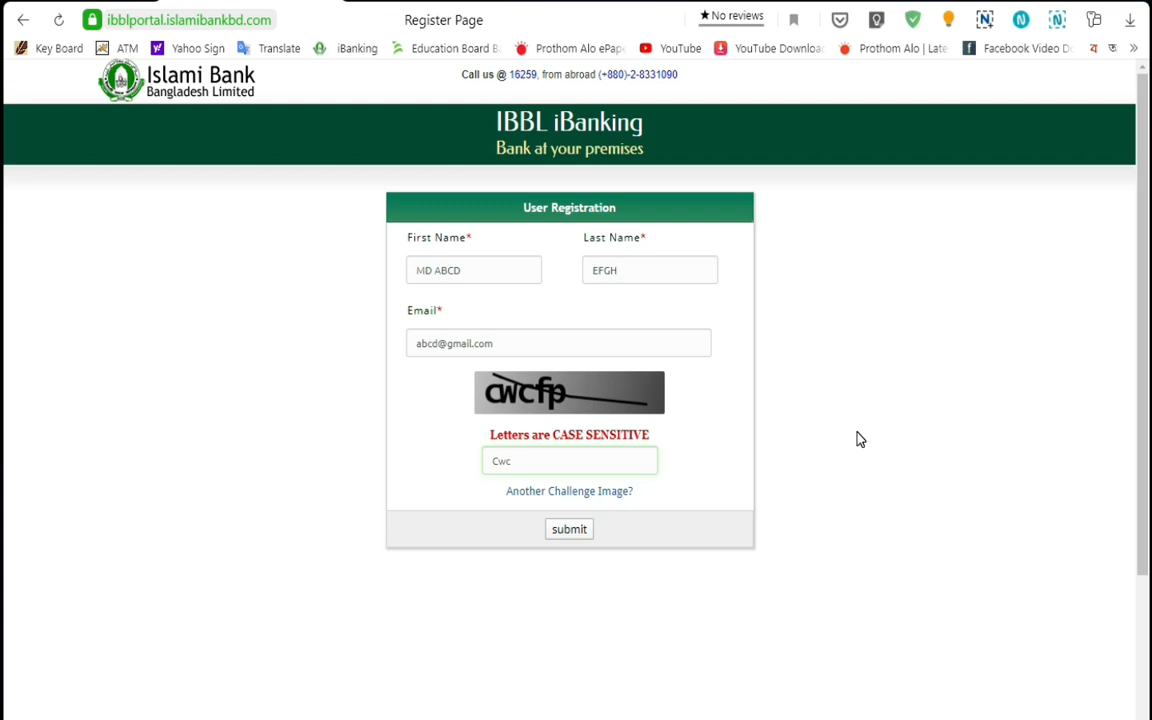 ibblportal.islamibankbd.com
Register Page
★No reviews
Key Board
ATM
Yahoo Sign
Translate
iBanking
Education Board B
Prothom Alo ePap
YouTube
YouTube Downloa
Prothom Alo | Late
Facebook Video D
»
Islami Bank
Bangladesh Limited
Call us @ 16259, from abroad (+880)-2-8331090
IBBL iBanking
Bank at your premises
User Registration
First Name* Last Name*
MD ABCD EFGH
Email*
abcd@gmail.com
cwcfp
Letters are CASE SENSITIVE
Cwc
Another Challenge Image?
submit